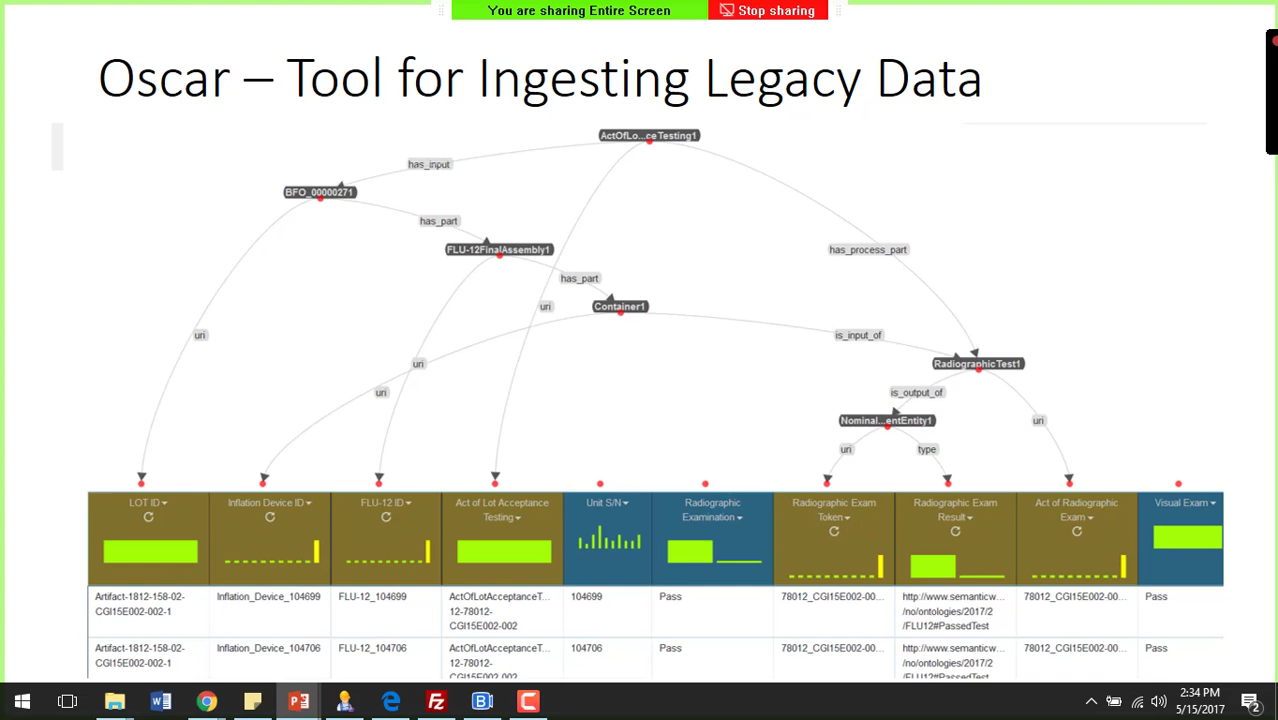 You are sharing Entire Screen
Stop sharing
Oscar – Tool for Ingesting Legacy Data
ActOfLo...ceTesting1
has_input
BFO_00000271
has_part
FLU-12FinalAssembly1
has_process_part
has_part
uri
Container1
uri
is_input_of
uri
RadiographicTest1
uri
is_output_of
Nominal...entEntity1
uri
uri
type
LOT ID
Inflation Device ID
FLU-12 ID
Act of Lot Acceptance
Testing
Unit S/N
Radiographic
Examination
Radiographic Exam
Token
Radiographic Exam
Result
Act of Radiographic
Exam
Visual Exam
Artifact-1812-158-02-
CGI15E002-002-1
Inflation_Device_104699
FLU-12_104699
ActOfLotAcceptanceT...
12-78012-
CGI15E002-002
104699
Pass
78012_CGI15E002-00...
http://www.semanticw...
/no/ontologies/2017/2
/FLU12#PassedTest
78012_CGI15E002-00...
Pass
Artifact-1812-158-02-
CGI15E002-002-1
Inflation_Device_104706
FLU-12_104706
ActOfLotAcceptanceT...
12-78012-
CGI15E002-002
104706
Pass
78012_CGI15E002-00...
http://www.semanticw...
/no/ontologies/2017/2
/FLU12#PassedTest
78012_CGI15E002-00...
Pass
2:34 PM
5/15/2017
2